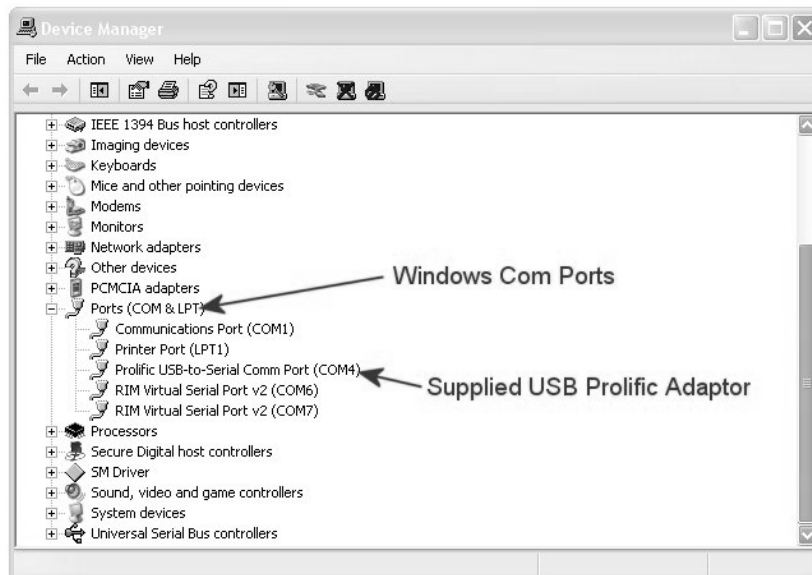 Device Manager
File Action View Help
IEEE 1394 Bus host controllers
Imaging devices
Keyboards
Mice and other pointing devices
Modems
Monitors
Network adapters
Other devices
Windows Com Ports
PCMCIA adapters
Ports (COM & LPT)
Communications Port (COM1)
Printer Port (LPT1)
Prolific USB-to-Serial Comm Port (COM4)
Supplied USB Prolific Adaptor
RIM Virtual Serial Port v2 (COM6)
RIM Virtual Serial Port v2 (COM7)
Processors
Secure Digital host controllers
SM Driver
Sound, video and game controllers
System devices
Universal Serial Bus controllers